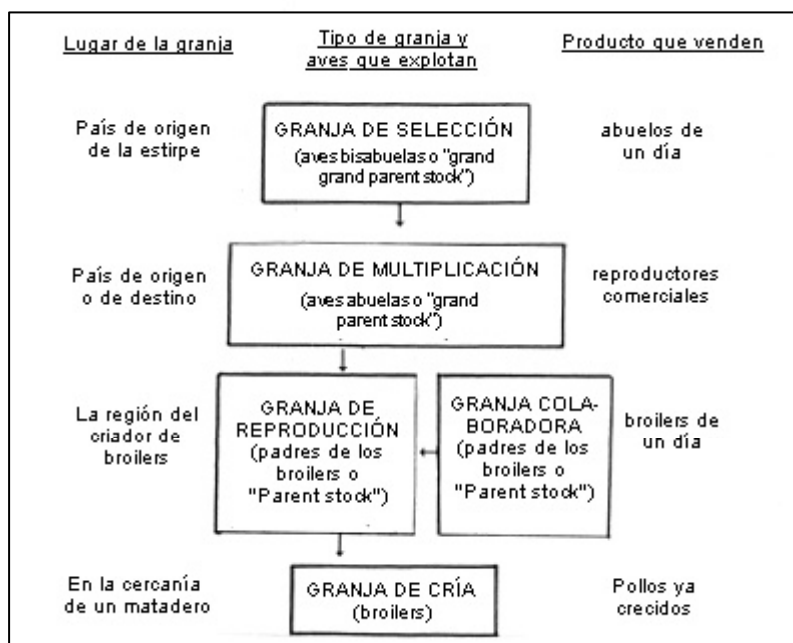 Lugar de la granja
Tipo de granja y
aves que explotan
Producto que venden
País de origen
de la estirpe
GRANJA DE SELECCIÓN
(aves bisabuelas o "grand
grand parent stock")
abuelos de
un día
País de origen
o de destino
GRANJA DE MULTIPLICACIÓN
(aves abuelas o "grand
parent stock")
reproductores
comerciales
La región del
criador de
broilers
GRANJA DE
REPRODUCCIÓN
(padres de los
broilers o
"Parent stock")
GRANJA COLA-
BORADORA
(padres de los
broilers o
"Parent stock")
broilers de
un día
En la cercanía
de un matadero
GRANJA DE CRÍA
(broilers)
Pollos ya
crecidos